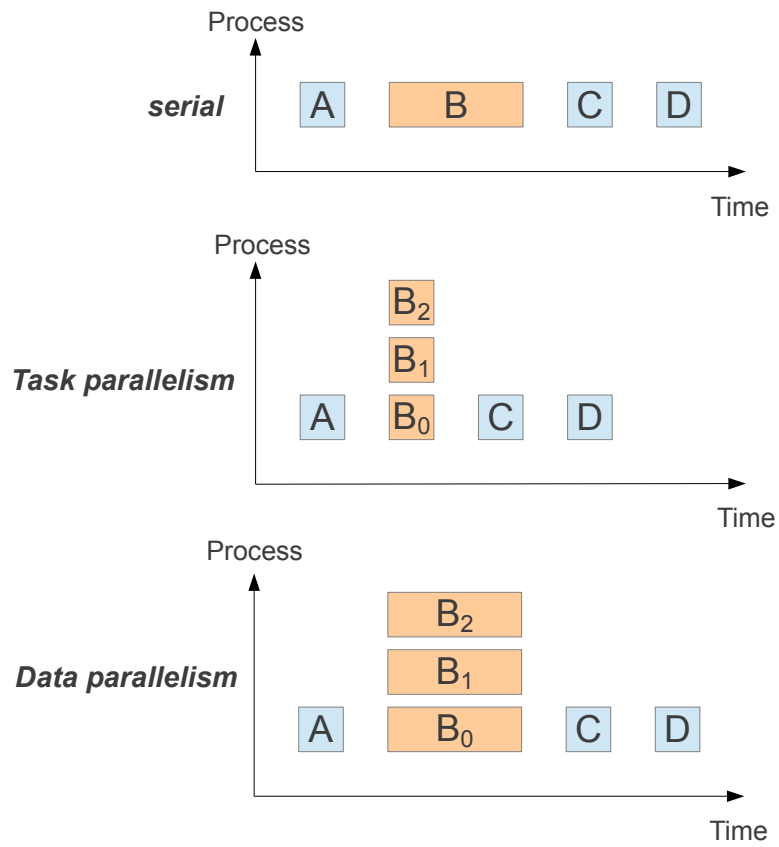 Process
serial
A B C D
Time
Process
B₂
B₁
Task parallelism
A B₀ C D
Time
Process
B₂
B₁
Data parallelism
A B₀ C D
Time